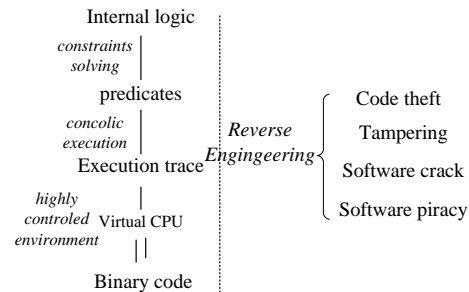 Internal logic
constraints
solving
predicates
concolic
execution
Execution trace
highly
controled
environment
Virtual CPU
Binary code
Reverse
Engingeering
Code theft
Tampering
Software crack
Software piracy